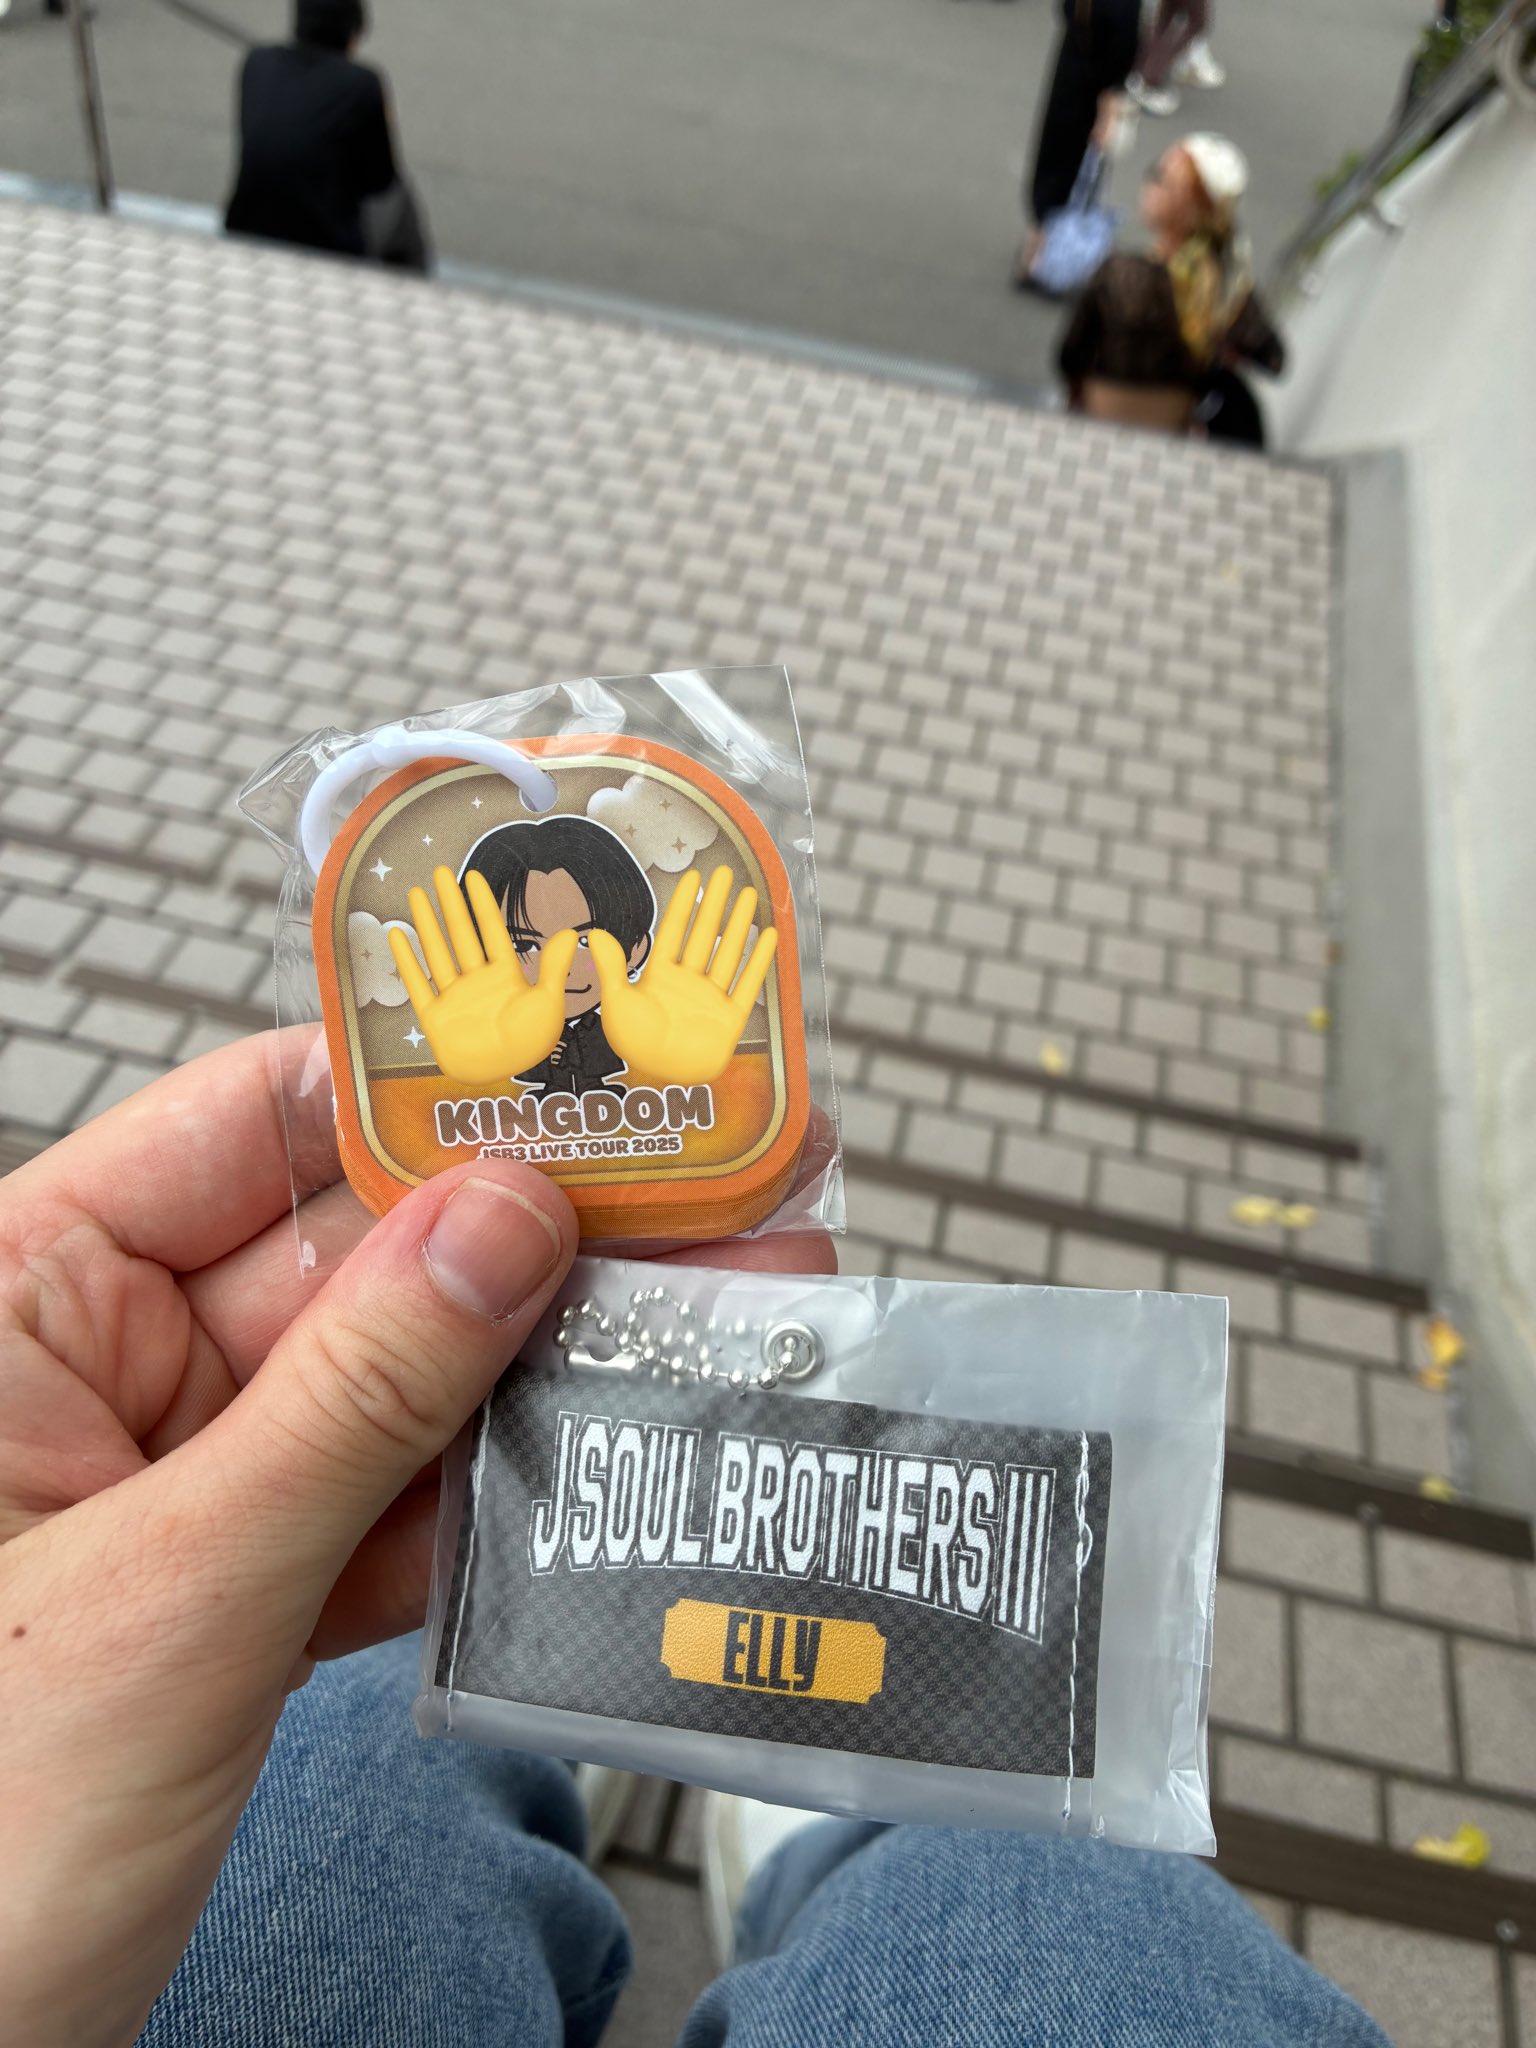 KINGDOM
JSB3 LIVE TOUR 2025
J SOUL BROTHERS III
ELLY